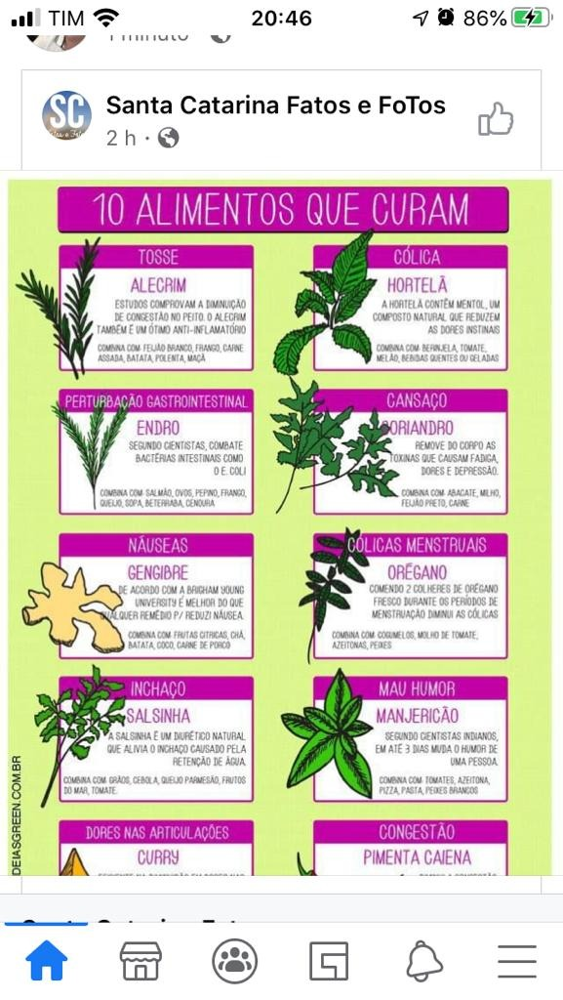 TIM
20:46
86%
1 minuto
SC
Santa Catarina Fatos e FoTos
2 h ·
10 ALIMENTOS QUE CURAM
TOSSE
ALECRIM
ESTUDOS COMPROVAM A DIMINUIÇÃO
DE CONGESTÃO NO PEITO. O ALECRIM
TAMBÉM É UM ÓTIMO ANTI-INFLAMATÓRIO
COMBINA COM: FEIJÃO BRANCO, FRANGO, CARNE
ASSADA, BATATA, POLENTA, MAÇÃ
CÓLICA
HORTELÃ
A HORTELÃ CONTÊM MENTOL, UM
COMPOSTO NATURAL QUE REDUZEM
AS DORES INSTINAIS
COMBINA COM: BERINJELA, TOMATE,
MELÃO, BEBIDAS QUENTES OU GELADAS
PERTURBAÇÃO GASTROINTESTINAL
ENDRO
SEGUNDO CIENTISTAS, COMBATE
BACTÉRIAS INTESTINAIS COMO
O E. COLI
COMBINA COM: SALMÃO, OVOS, PEPINO, FRANGO,
QUEIJO, SOPA, BETERRABA, CENOURA
CANSAÇO
CORIANDRO
REMOVE DO CORPO AS
TOXINAS QUE CAUSAM FADIGA,
DORES E DEPRESSÃO.
COMBINA COM: ABACATE, MILHO,
FEIJÃO PRETO, CARNE
NÁUSEAS
GENGIBRE
DE ACORDO COM A BRIGHAM YOUNG
UNIVERSITY É MELHOR DO QUE
QUALQUER REMÉDIO P/ REDUZI NÁUSEA.
COMBINA COM: FRUTAS CITRICAS, CHÁ,
BATATA, COCO, CARNE DE PORCO
CÓLICAS MENSTRUAIS
ORÉGANO
COMENDO 2 COLHERES DE ORÉGANO
FRESCO DURANTE OS PERÍODOS DE
MENSTRUAÇÃO DIMINUI AS CÓLICAS
COMBINA COM: COGUMELOS, MOLHO DE TOMATE,
AZEITONAS, PEIXES
INCHAÇO
SALSINHA
A SALSINHA É UM DIURÉTICO NATURAL
QUE ALIVIA O INCHAÇO CAUSADO PELA
RETENÇÃO DE ÁGUA.
COMBINA COM: GRÃOS, CEBOLA, QUEIJO PARMESÃO, FRUTOS
DO MAR, TOMATE.
MAU HUMOR
MANJERICÃO
SEGUNDO CIENTISTAS INDIANOS,
EM ATÉ 3 DIAS MUDA O HUMOR DE
UMA PESSOA.
COMBINA COM: TOMATES, AZEITONA,
PIZZA, PASTA, PEIXES BRANCOS
DORES NAS ARTICULAÇÕES
CURRY
CONGESTÃO
PIMENTA CAIENA
DEIASGREEN.COM.BR